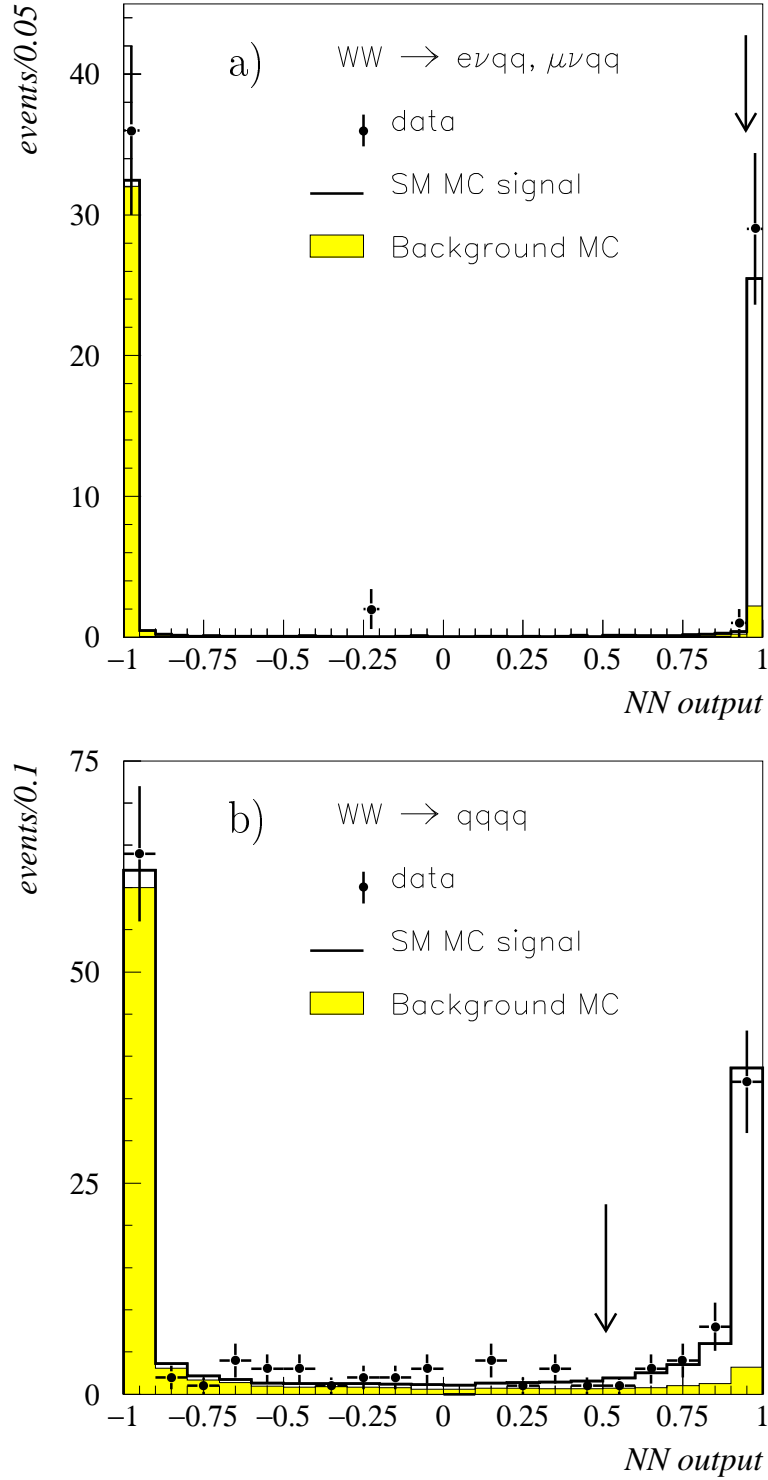 events/0.05
a)
WW → eνqq, μνqq
data
SM MC signal
Background MC
40
30
20
10
0
−1 −0.75 −0.5 −0.25 0 0.25 0.5 0.75 1
NN output
events/0.1
b)
WW → qqqq
data
SM MC signal
Background MC
75
50
25
0
−1 −0.75 −0.5 −0.25 0 0.25 0.5 0.75 1
NN output